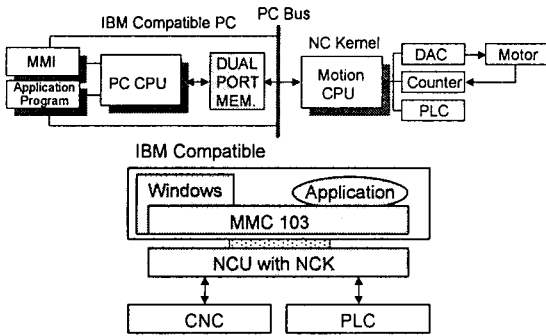 IBM Compatible PC
PC Bus
MMI
Application
Program
PC CPU
DUAL
PORT
MEM.
NC Kernel
Motion
CPU
DAC
Motor
Counter
PLC
IBM Compatible
Windows
Application
MMC 103
NCU with NCK
CNC
PLC